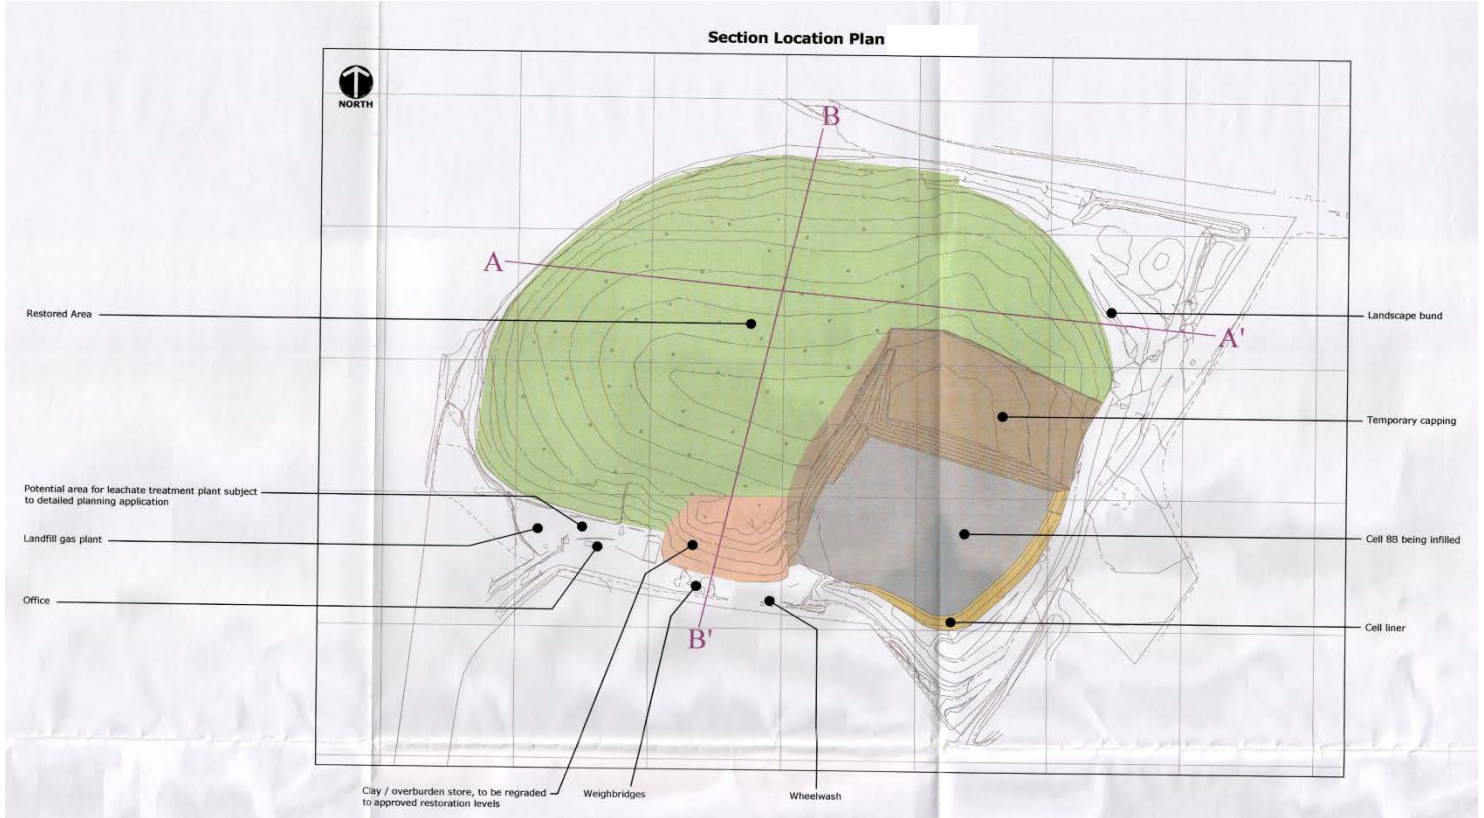 Section Location Plan
NORTH
B
A
A'
B'
Restored Area
Potential area for leachate treatment plant subject
to detailed planning application
Landfill gas plant
Office
Clay / overburden store, to be regraded
to approved restoration levels
Weighbridges
Wheelwash
Landscape bund
Temporary capping
Cell 8B being infilled
Cell liner